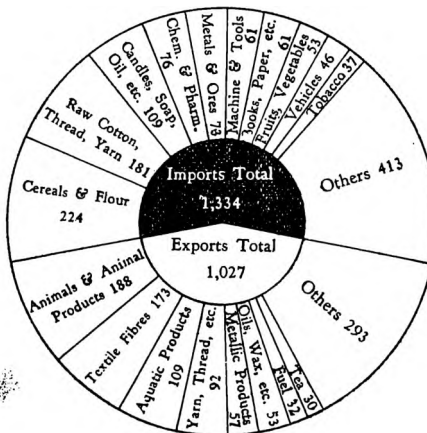 Cereals & Flour
224
Raw Cotton,
Thread, Yarn 181
Candles, Soap,
Oil, etc. 109
Chem. & Pharm.
76
Metals & Ores 73
Machine & Tools
61
Books, Paper, etc.
61
Fruits, Vegetables
53
Vehicles 46
Tobacco 37
Others 413
Imports Total
1,334
Exports Total
1,027
Animals & Animal
Products 188
Textile Fibres 173
Aquatic Products
109
Yarn, Thread, etc.
92
Metallic Products
57
Oils, Wax, etc. 53
Fuel 32
Tea 30
Others 293